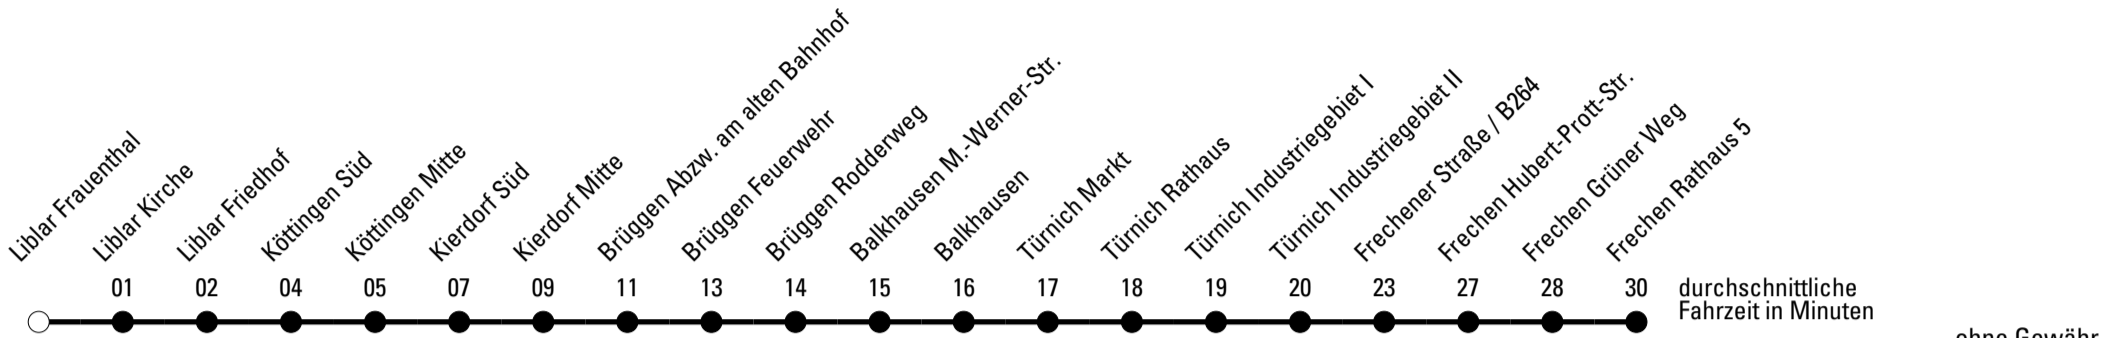 Liblar Frauenthal
Liblar Kirche
Liblar Friedhof
Köttingen Süd
Köttingen Mitte
Kierdorf Süd
Kierdorf Mitte
Brüggen Abzw. am alten Bahnhof
Brüggen Feuerwehr
Brüggen Rodderweg
Balkhausen M.-Werner-Str.
Balkhausen
Türnich Markt
Türnich Rathaus
Türnich Industriegebiet I
Türnich Industriegebiet II
Frechener Straße / B264
Frechen Hubert-Prott-Str.
Frechen Grüner Weg
Frechen Rathaus 5
01 02 04 05 07 09 11 13 14 15 16 17 18 19 20 23 27 28 30 durchschnittliche
Fahrzeit in Minuten
ohne Gewähr